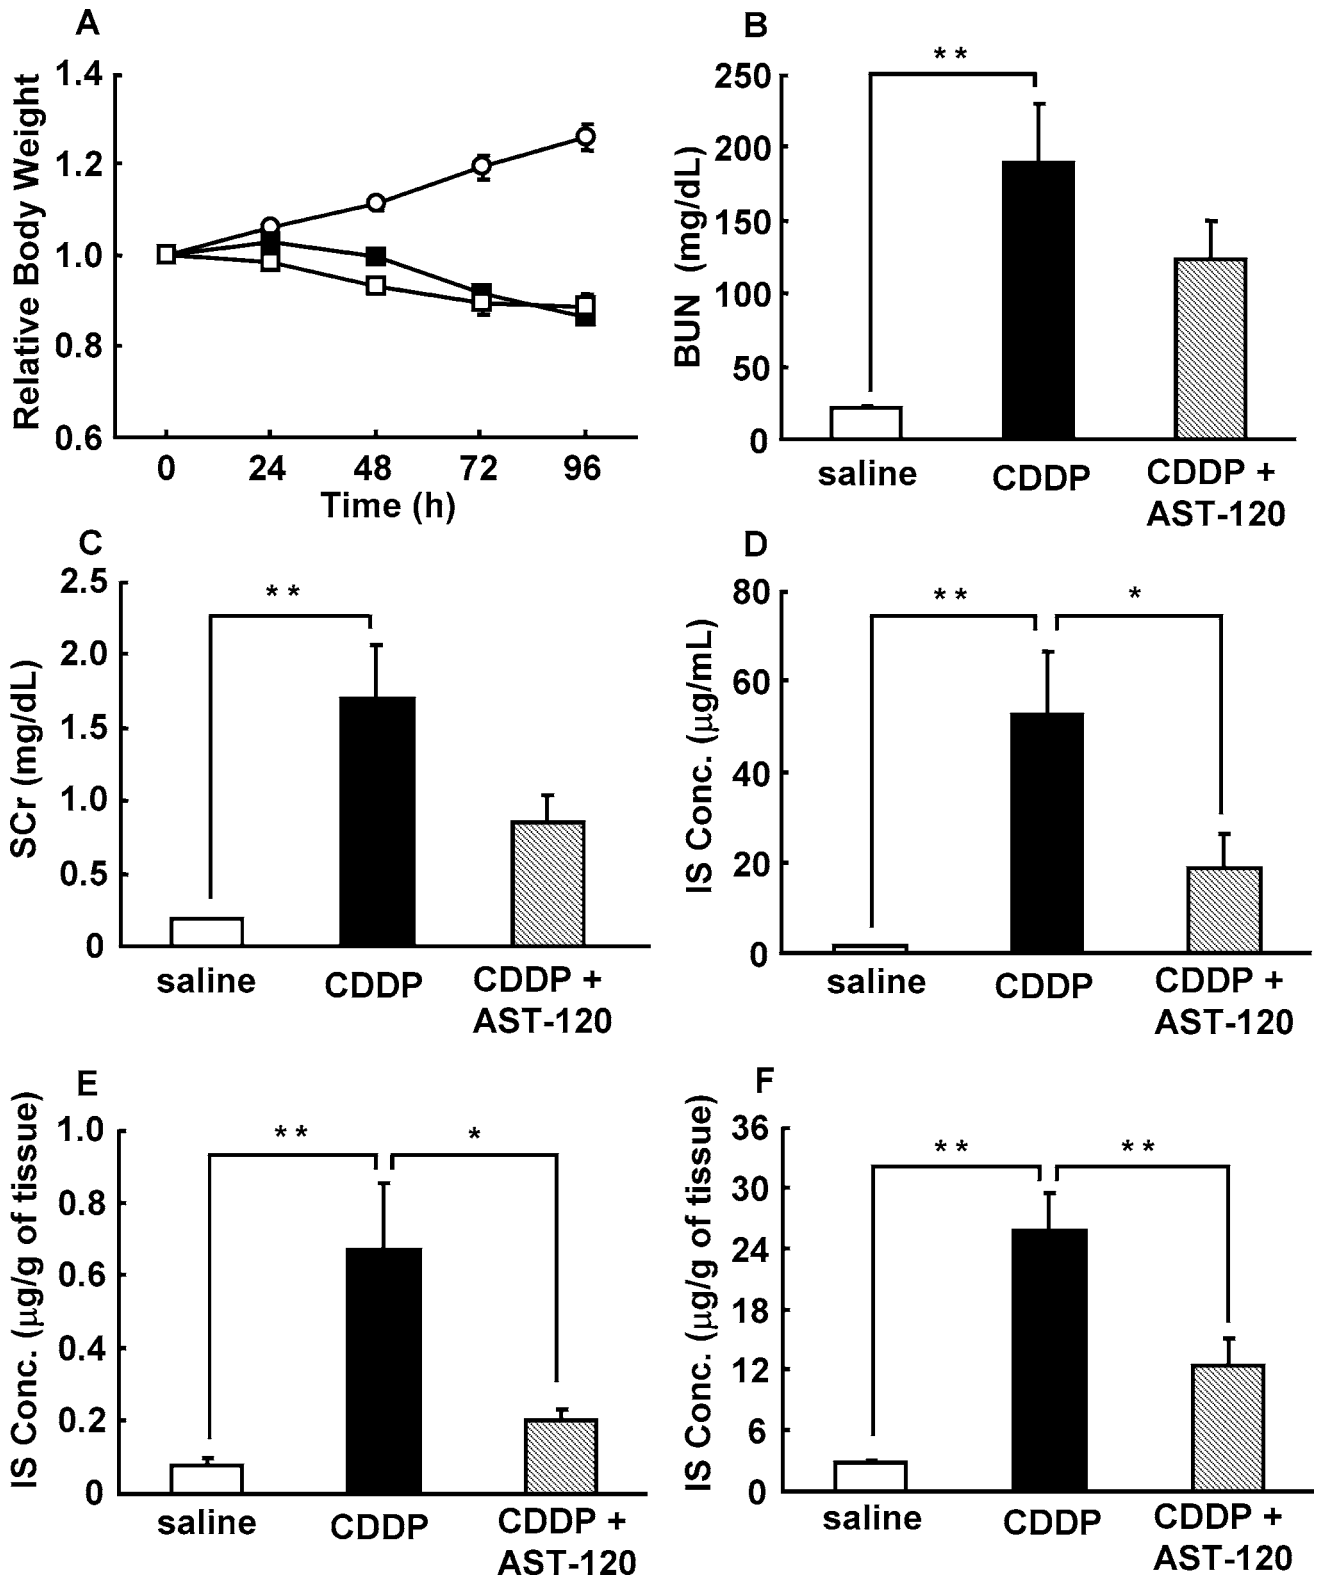 A
Relative Body Weight
1.4
1.2
1.0
0.8
0.6
0 24 48 72 96
Time (h)
B
BUN (mg/dL)
250
200
150
100
50
0
* *
saline CDDP CDDP +
AST-120
C
SCr (mg/dL)
2.5
2.0
1.5
1.0
0.5
0
* *
saline CDDP CDDP +
AST-120
D
IS Conc. (μg/mL)
80
60
40
20
0
* * *
saline CDDP CDDP +
AST-120
E
IS Conc. (μg/g of tissue)
1.0
0.8
0.6
0.4
0.2
0
* * *
saline CDDP CDDP +
AST-120
F
IS Conc. (μg/g of tissue)
36
30
24
18
12
6
0
* * * *
saline CDDP CDDP +
AST-120